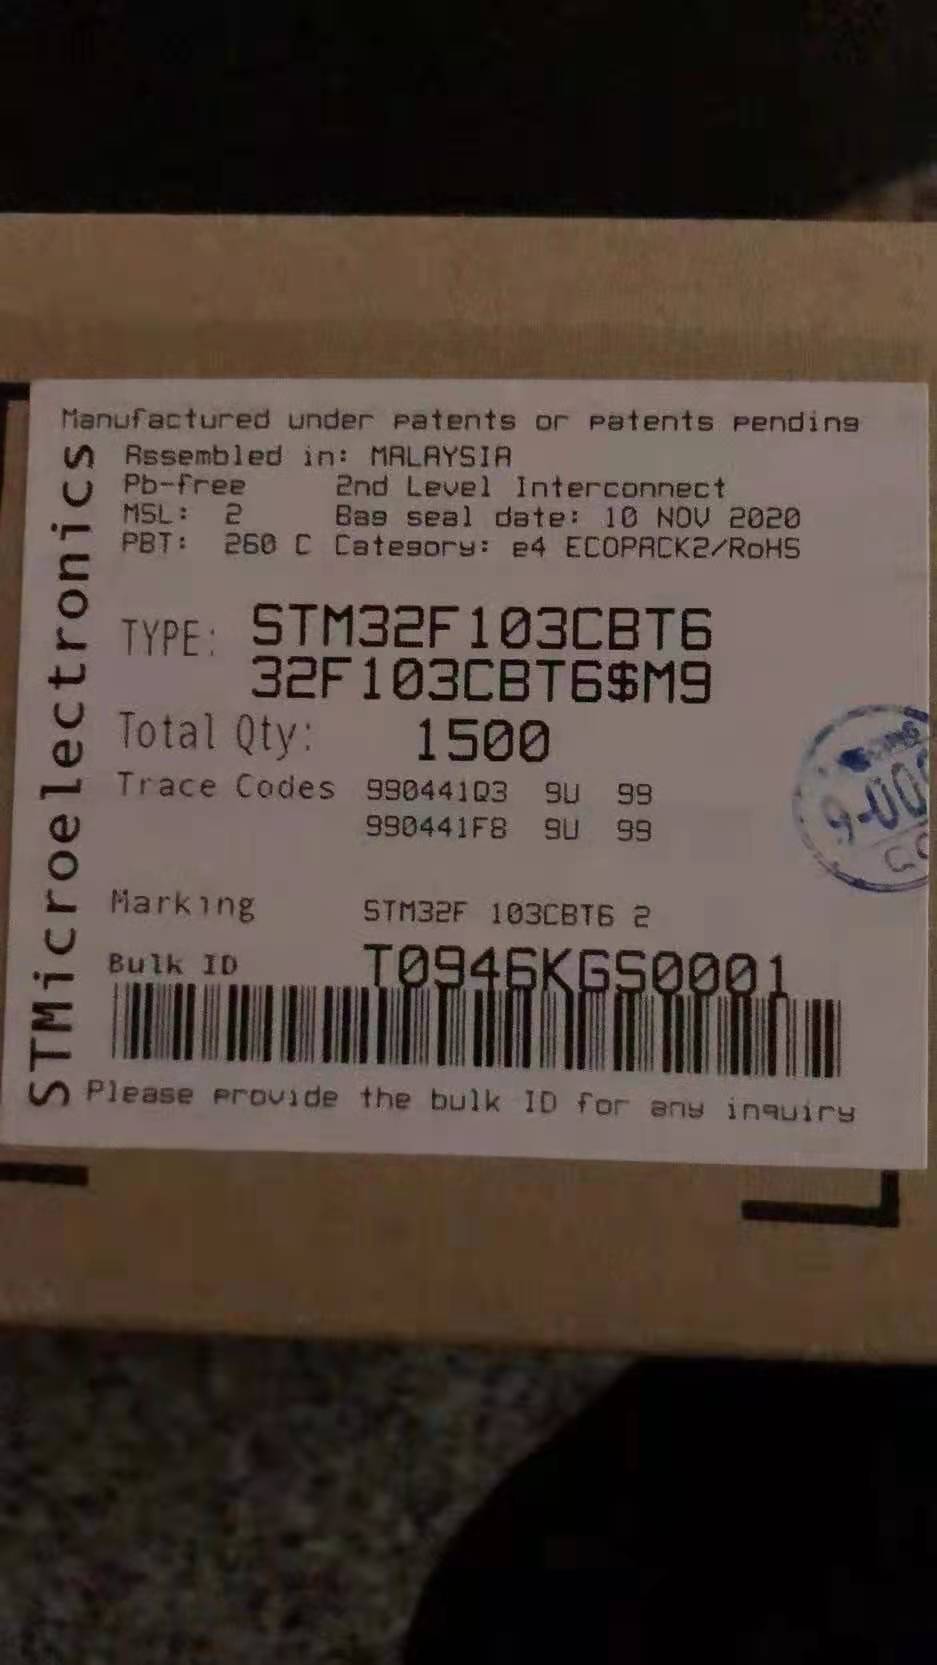 Manufactured under patents or patents pending
STMicroelectronics
Assembled in: MALAYSIA
Pb-free 2nd Level Interconnect
MSL: 2 Bag seal date: 10 NOV 2020
PBT: 260 C Category: e4 ECOPACK2/RoHS
TYPE: STM32F103CBT6
32F103CBT6$M9
Total Qty: 1500
Trace Codes 990441Q3 9U 99
990441F8 9U 99
Marking STM32F 103CBT6 2
Bulk ID T0946KGS0001
Please provide the bulk ID for any inquiry